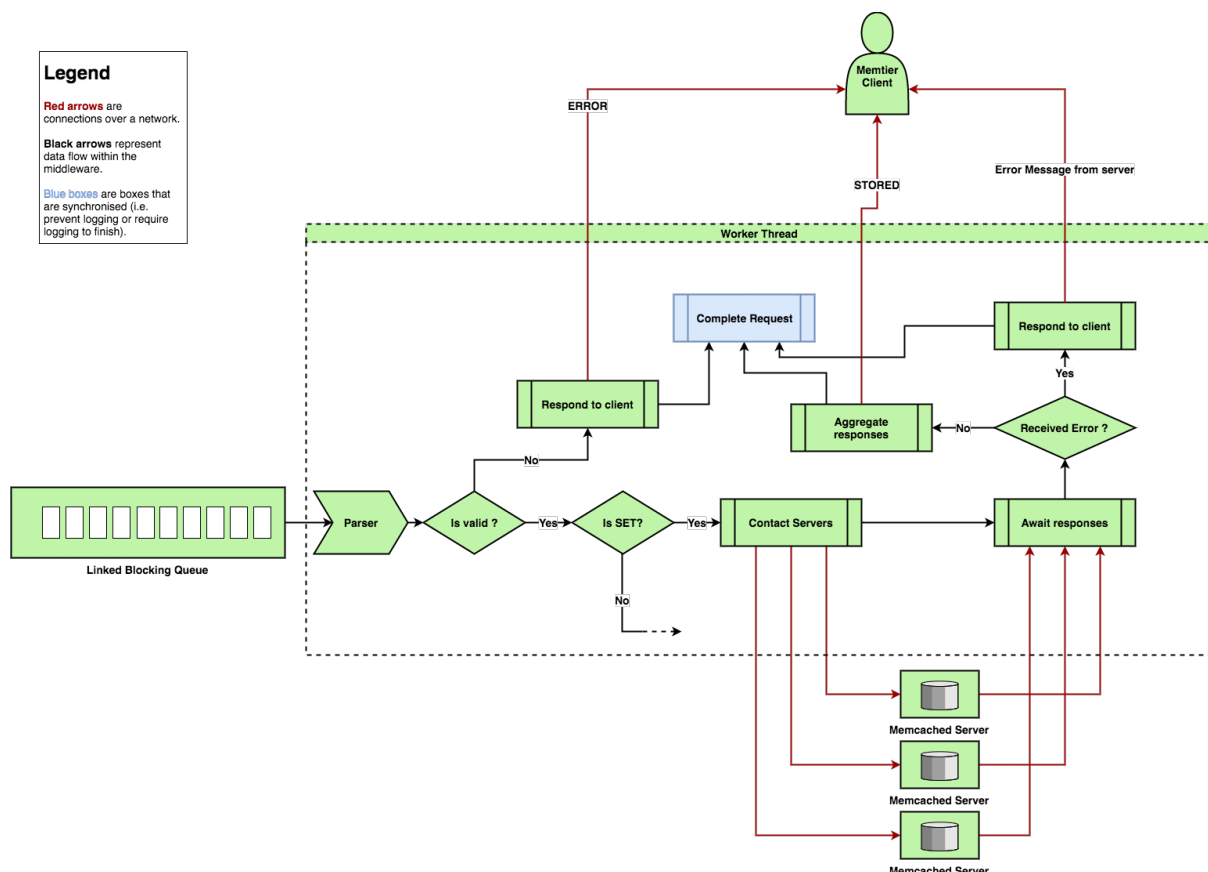 Legend
Red arrows are
connections over a network.
Black arrows represent
data flow within the
middleware.
Blue boxes are boxes that
are synchronised (i.e.
prevent logging or require
logging to finish).
Memtier
Client
ERROR
STORED
Error Message from server
Worker Thread
Complete Request
Respond to client
Respond to client
Yes
Aggregate
responses
No
Received Error ?
No
Parser
Is valid ?
Yes
Is SET?
Yes
Contact Servers
Await responses
Linked Blocking Queue
No
Memcached Server
Memcached Server
Memcached Server